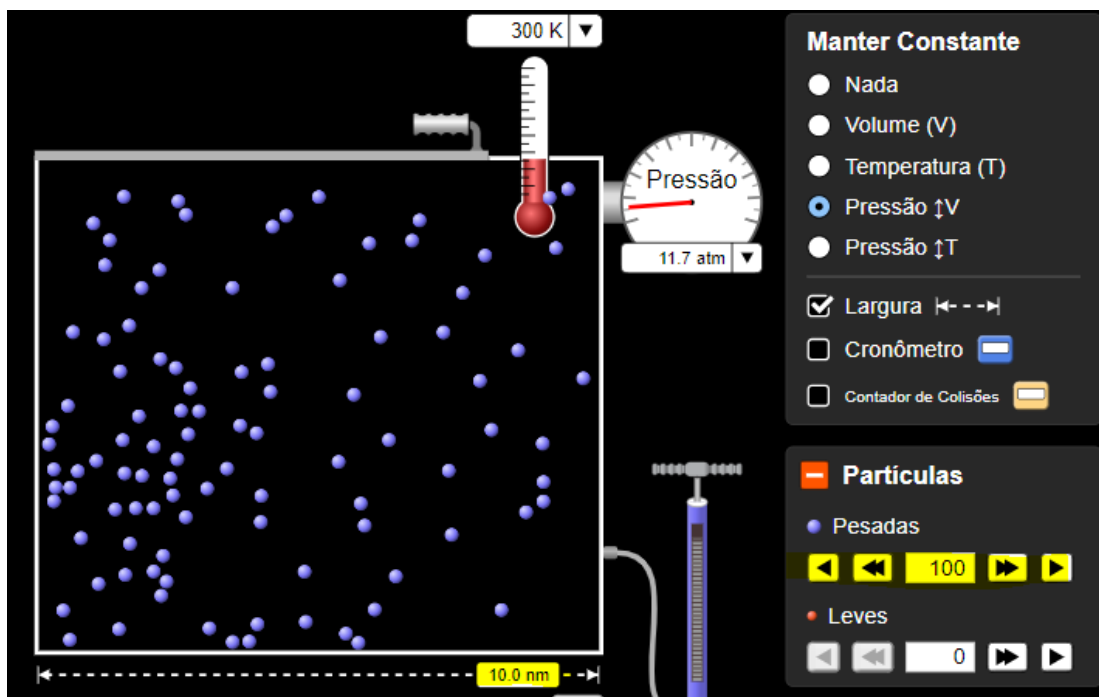 300 K
Pressão
11.7 atm
10.0 nm
Manter Constante
Nada
Volume (V)
Temperatura (T)
Pressão ↕V
Pressão ↕T
Largura
Cronômetro
Contador de Colisões
Partículas
Pesadas
100
Leves
0